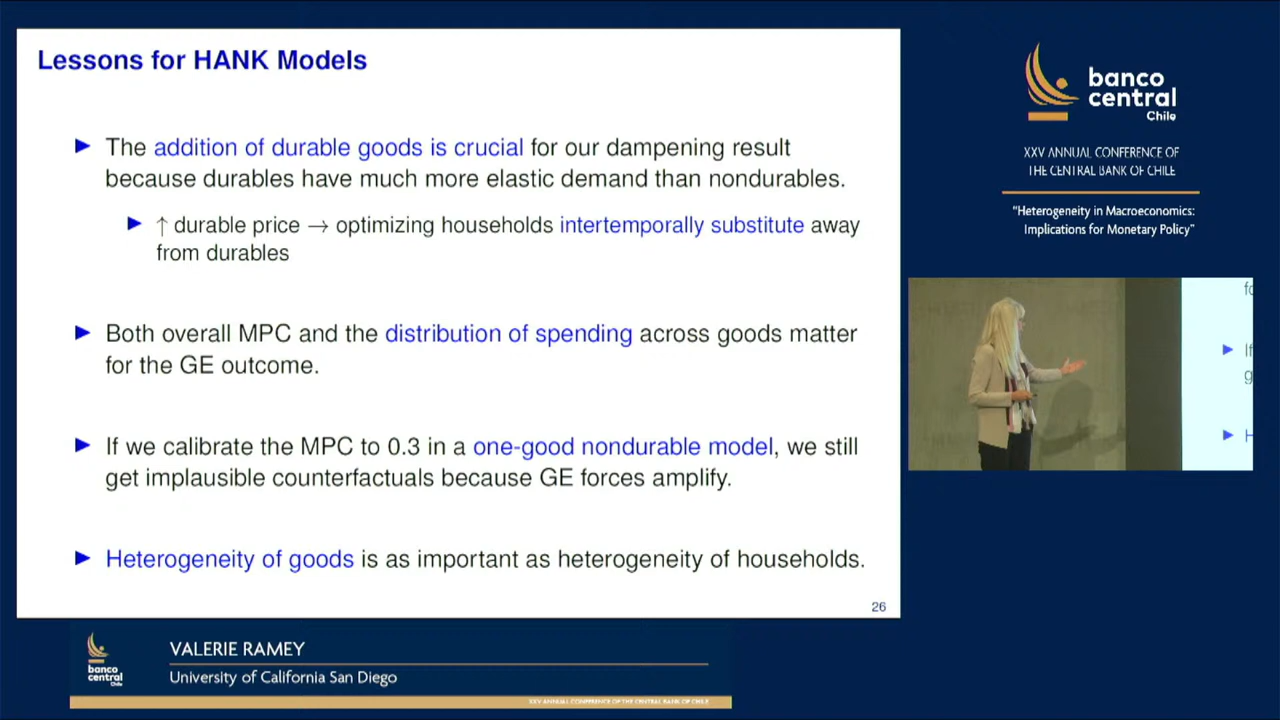 Lessons for HANK Models
▶ The addition of durable goods is crucial for our dampening result
because durables have much more elastic demand than nondurables.
▶ ↑ durable price → optimizing households intertemporally substitute away
from durables
▶ Both overall MPC and the distribution of spending across goods matter
for the GE outcome.
▶ If we calibrate the MPC to 0.3 in a one-good nondurable model, we still
get implausible counterfactuals because GE forces amplify.
▶ Heterogeneity of goods is as important as heterogeneity of households.
26
banco
central
Chile
XXV ANNUAL CONFERENCE OF
THE CENTRAL BANK OF CHILE
“Heterogeneity in Macroeconomics:
Implications for Monetary Policy”
fo
▶ If
g
▶ H
banco
central
Chile
VALERIE RAMEY
University of California San Diego
XXV ANNUAL CONFERENCE OF THE CENTRAL BANK OF CHILE